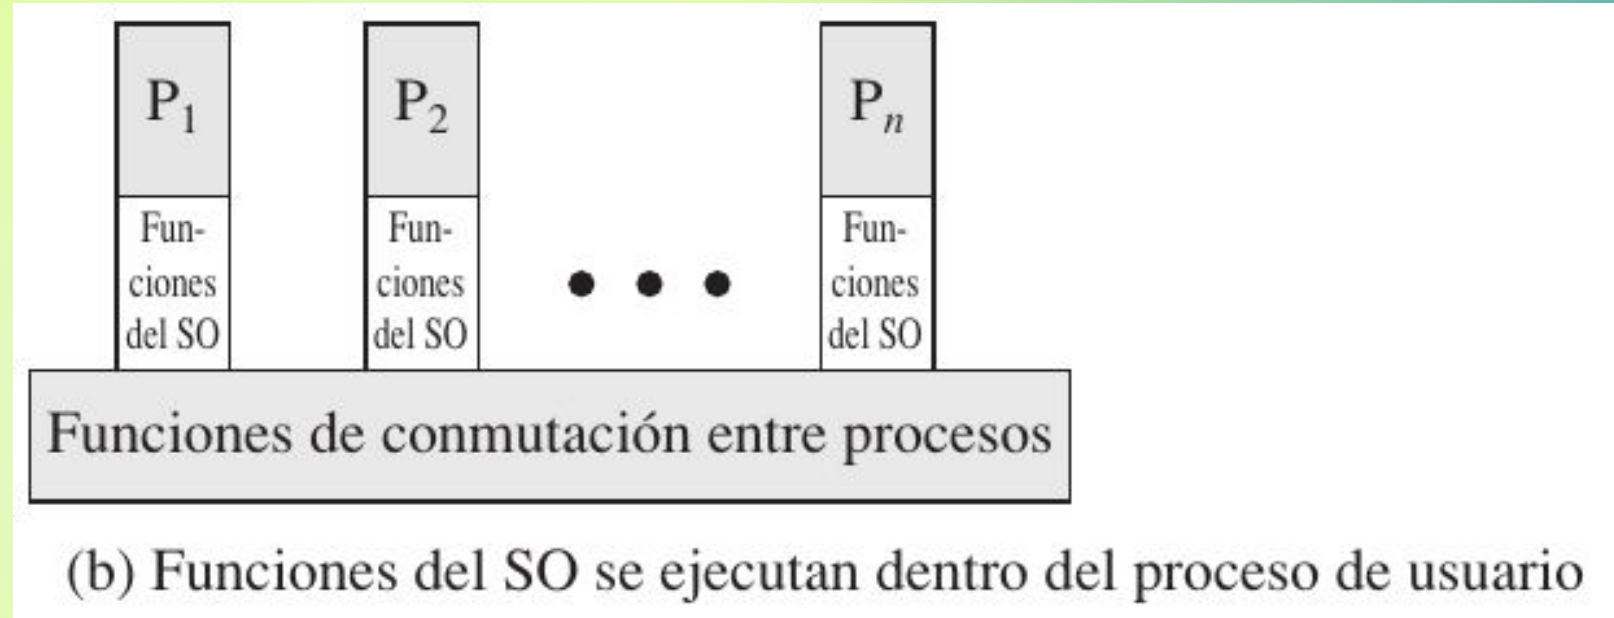 P1
Fun-
ciones
del SO
P2
Fun-
ciones
del SO
Pn
Fun-
ciones
del SO
Funciones de conmutación entre procesos
(b) Funciones del SO se ejecutan dentro del proceso de usuario